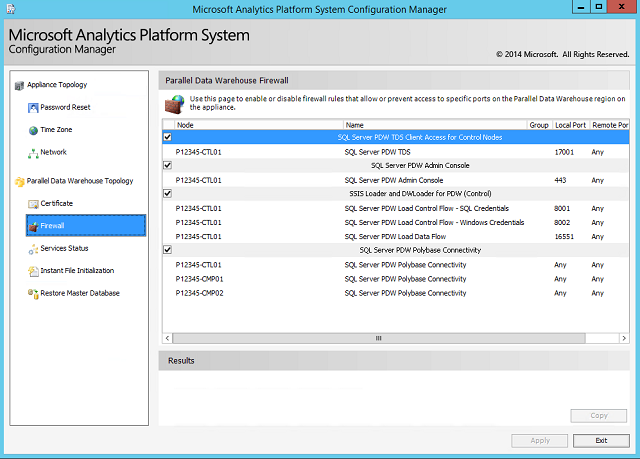 Microsoft Analytics Platform System Configuration Manager
Microsoft Analytics Platform System
Configuration Manager
© 2014 Microsoft. All Rights Reserved.
Appliance Topology
Password Reset
Time Zone
Network
Parallel Data Warehouse Topology
Certificate
Firewall
Services Status
Instant File Initialization
Restore Master Database
Parallel Data Warehouse Firewall
Use this page to enable or disable firewall rules that allow or prevent access to specific ports on the Parallel Data Warehouse region on
the appliance.
Node Name Group Local Port Remote Por
SQL Server PDW TDS Client Access for Control Nodes
P12345-CTL01 SQL Server PDW TDS 17001 Any
SQL Server PDW Admin Console
P12345-CTL01 SQL Server PDW Admin Console 443 Any
SSIS Loader and DWLoader for PDW (Control)
P12345-CTL01 SQL Server PDW Load Control Flow - SQL Credentials 8001 Any
P12345-CTL01 SQL Server PDW Load Control Flow - Windows Credentials 8002 Any
P12345-CTL01 SQL Server PDW Load Data Flow 16551 Any
SQL Server PDW Polybase Connectivity
P12345-CTL01 SQL Server PDW Polybase Connectivity Any Any
P12345-CMP01 SQL Server PDW Polybase Connectivity Any Any
P12345-CMP02 SQL Server PDW Polybase Connectivity Any Any
Results
Copy
Apply Exit